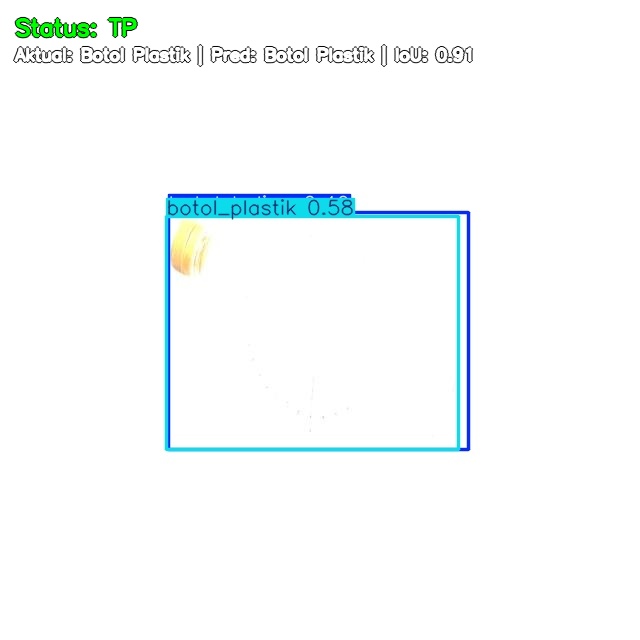 Status: TP
Aktual: Botol Plastik | Pred: Botol Plastik | IoU: 0.91
botol_plastik 0.58